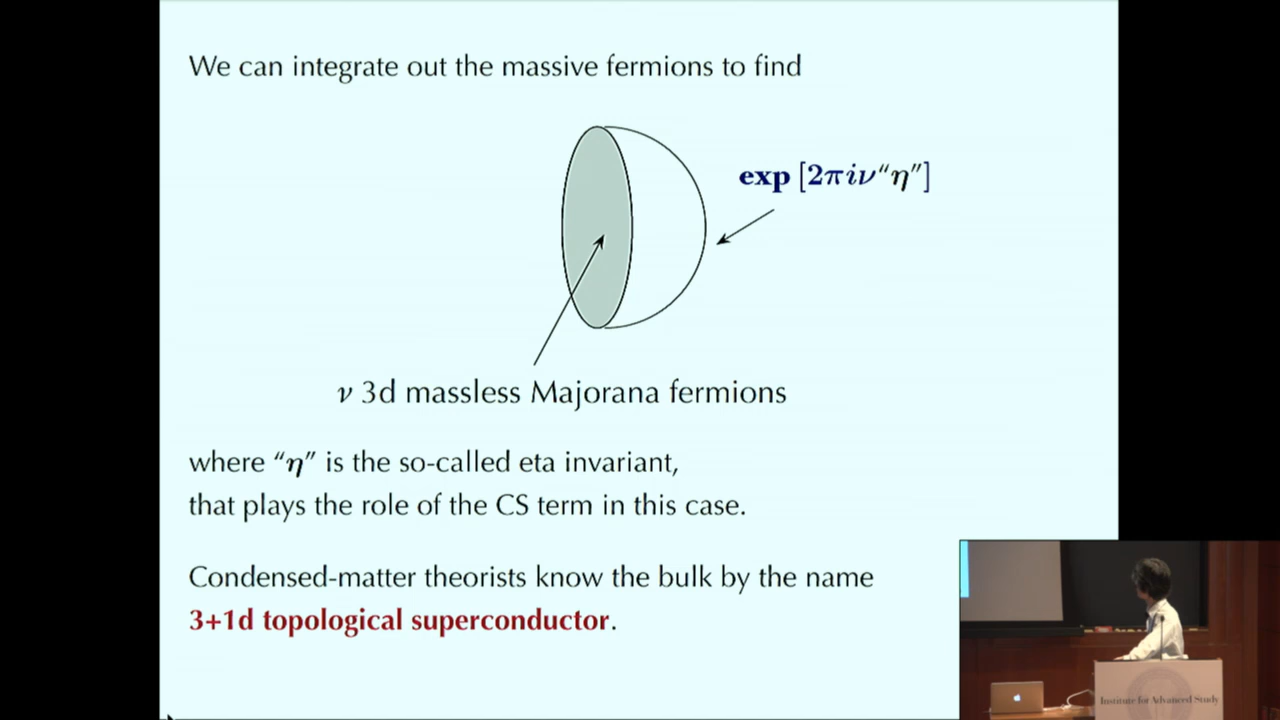 We can integrate out the massive fermions to find
exp [2πiν“η”]
ν 3d massless Majorana fermions
where “η” is the so-called eta invariant,
that plays the role of the CS term in this case.
Condensed-matter theorists know the bulk by the name
3+1d topological superconductor.
Institute for Advanced Study